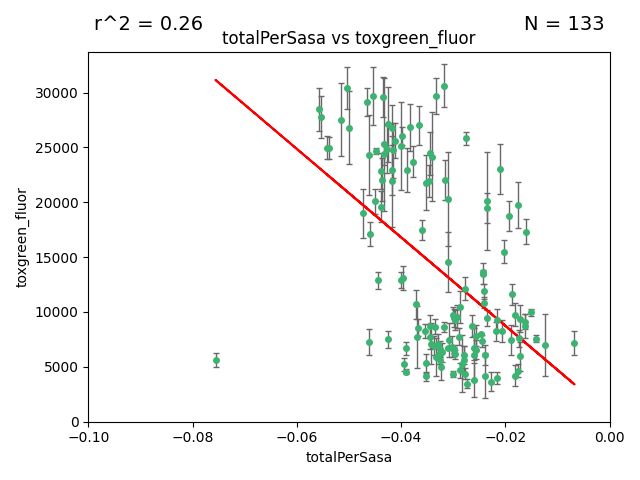 r^2 = 0.26
N = 133
totalPerSasa vs toxgreen_fluor
30000
25000
20000
15000
10000
5000
0
toxgreen_fluor
−0.10
−0.08
−0.06
−0.04
−0.02
0.00
totalPerSasa